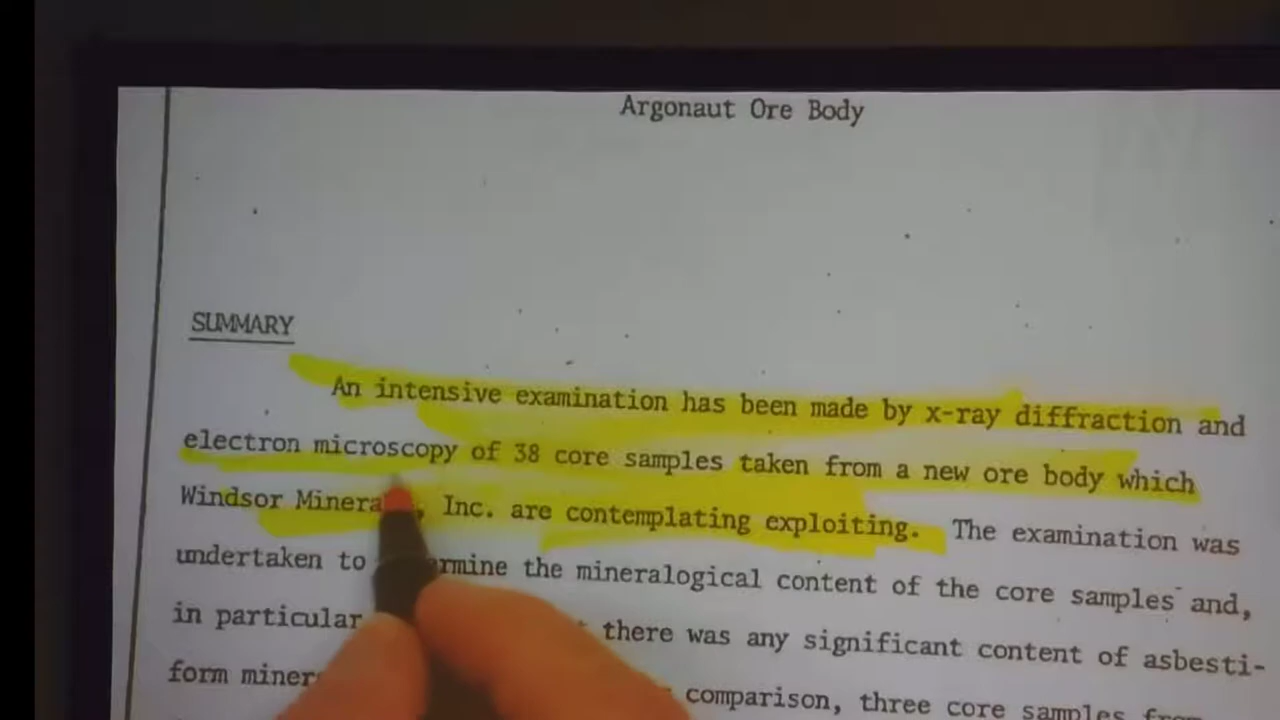 Argonaut Ore Body
SUMMARY
An intensive examination has been made by x-ray diffraction and
electron microscopy of 38 core samples taken from a new ore body which
Windsor , Inc. are contemplating exploiting. The examination was
undertaken to the mineralogical content of the core samples and,
in particular there was any significant content of asbesti-
form comparison, three core samples from